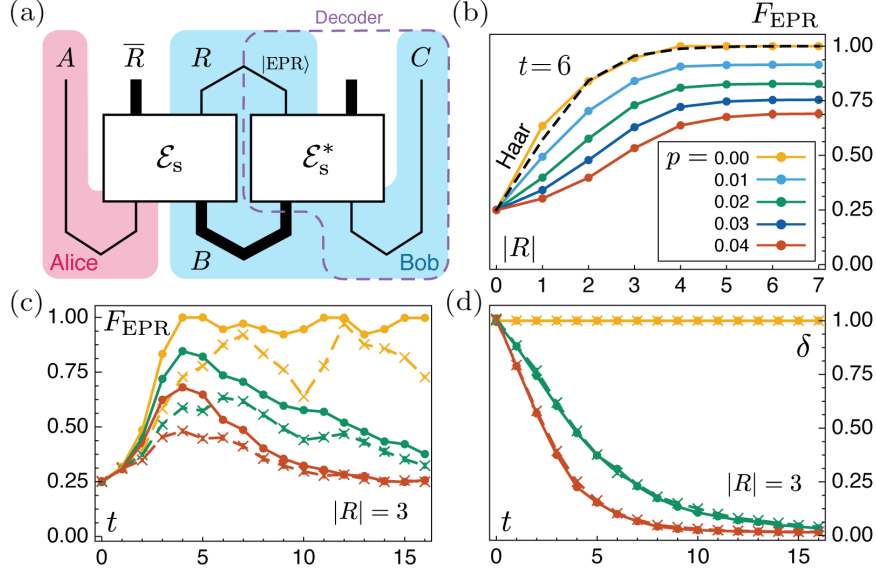 (a)
Decoder
A
R̅
R
|EPR⟩
C
ℰₛ
ℰₛ*
Alice
B
Bob
(b)
F_EPR
t = 6
Haar
p =
0.00
0.01
0.02
0.03
0.04
|R|
1.00
0.75
0.50
0.25
0.00
0 1 2 3 4 5 6 7
(c)
F_EPR
1.00
0.75
0.50
0.25
0.00
t
|R| = 3
0 5 10 15
(d)
δ
1.00
0.75
0.50
0.25
0.00
t
|R| = 3
0 5 10 15